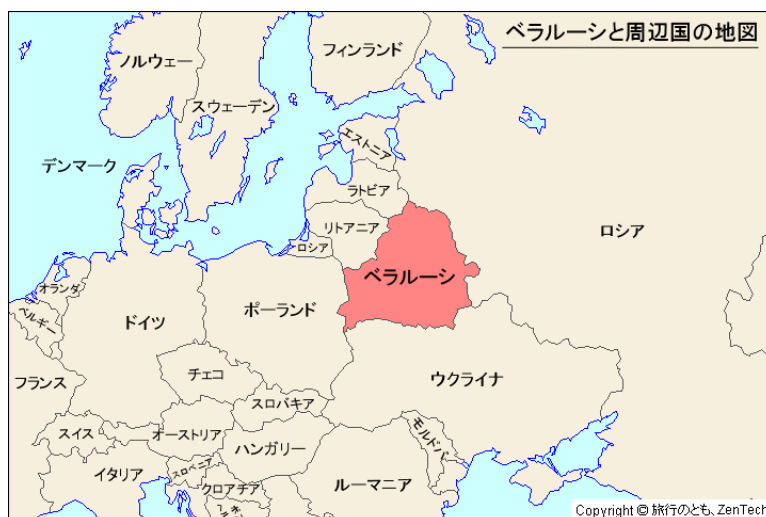 ベラルーシと周辺国の地図
フィンランド
ノルウェー
スウェーデン
エストニア
デンマーク
ラトビア
リトアニア
ロシア
ロシア
ベラルーシ
オランダ
ベルギー
ドイツ
ポーランド
フランス
チェコ
ウクライナ
スロバキア
スイス
オーストリア
モルドバ
ハンガリー
イタリア
スロベニア
クロアチア
ルーマニア
Copyright © 旅行のとも、ZenTech